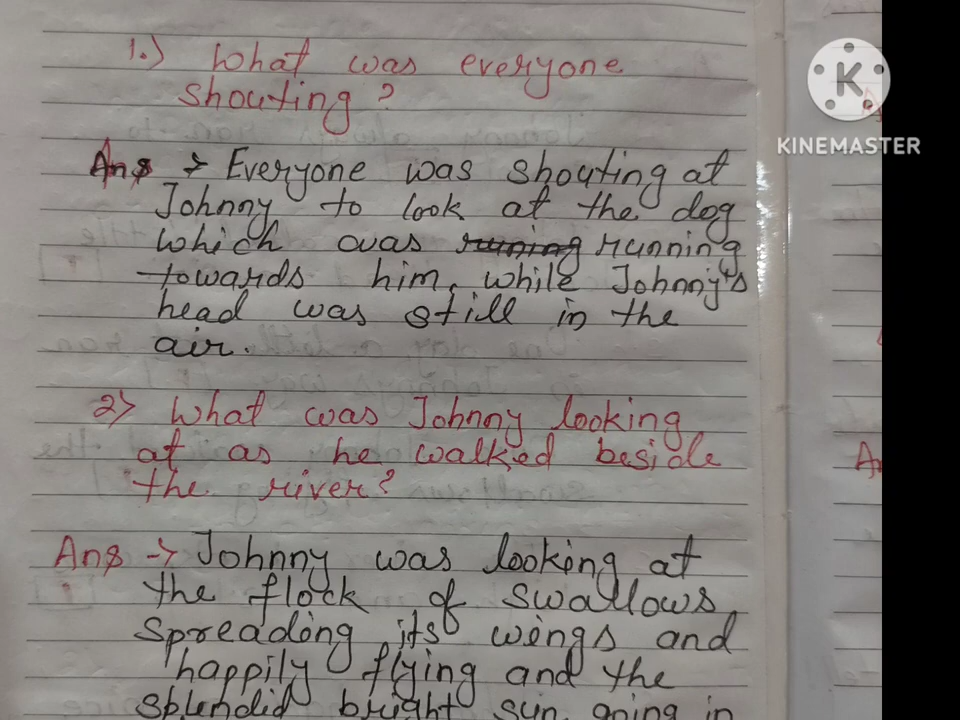 1.) What was everyone
shouting?
Ans → Everyone was shouting at
Johnny to look at the dog
which was runing running
towards him, while Johnny's
head was still in the
air.
2) What was Johnny looking
at as he walked beside
the river?
Ans → Johnny was looking at
the flock of swallows,
spreading its wings and
happily flying and the
splendid bright sun going in
K
KINEMASTER